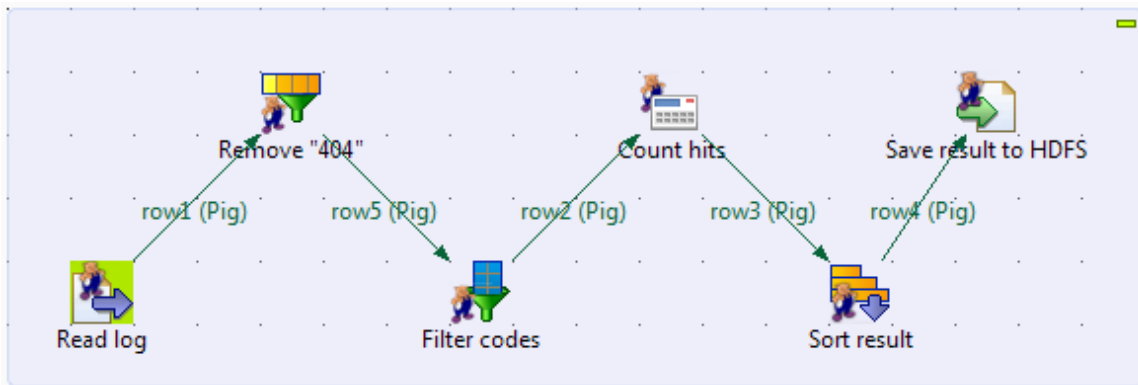 Remove "404"
Count hits
Save result to HDFS
row1 (Pig)
row5 (Pig)
row2 (Pig)
row3 (Pig)
row4 (Pig)
Read log
Filter codes
Sort result